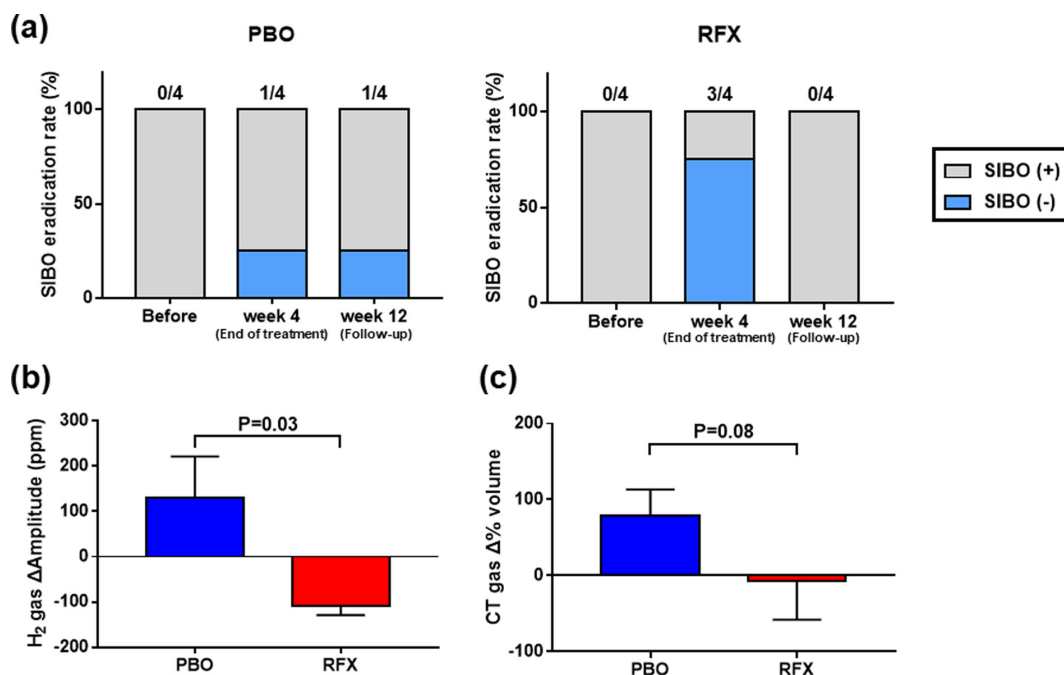 (a)
PBO
SIBO eradication rate (%)
100
50
0
0/4
1/4
1/4
Before
week 4
(End of treatment)
week 12
(Follow-up)
RFX
SIBO eradication rate (%)
100
50
0
0/4
3/4
0/4
Before
week 4
(End of treatment)
week 12
(Follow-up)
SIBO (+)
SIBO (-)
(b)
H₂ gas ΔAmplitude (ppm)
300
200
100
0
-100
-200
P=0.03
PBO
RFX
(c)
CT gas Δ% volume
200
100
0
-100
P=0.08
PBO
RFX